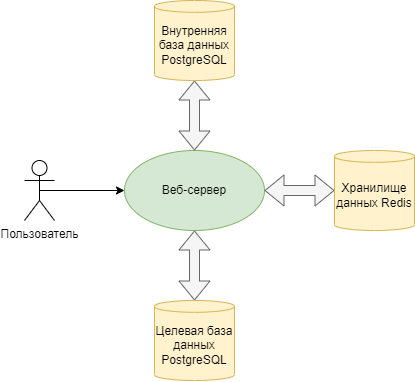 Внутренняя
база данных
PostgreSQL
Веб-сервер
Хранилище
данных Redis
Пользователь
Целевая база
данных
PostgreSQL